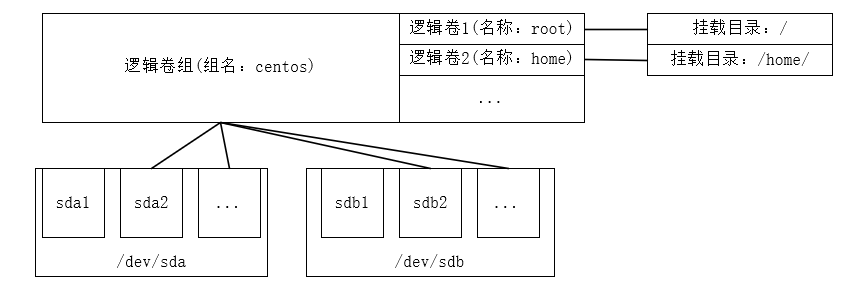 逻辑卷组(组名：centos)
逻辑卷1(名称：root)
逻辑卷2(名称：home)
...
挂载目录：/
挂载目录：/home/
sda1
sda2
...
/dev/sda
sdb1
sdb2
...
/dev/sdb